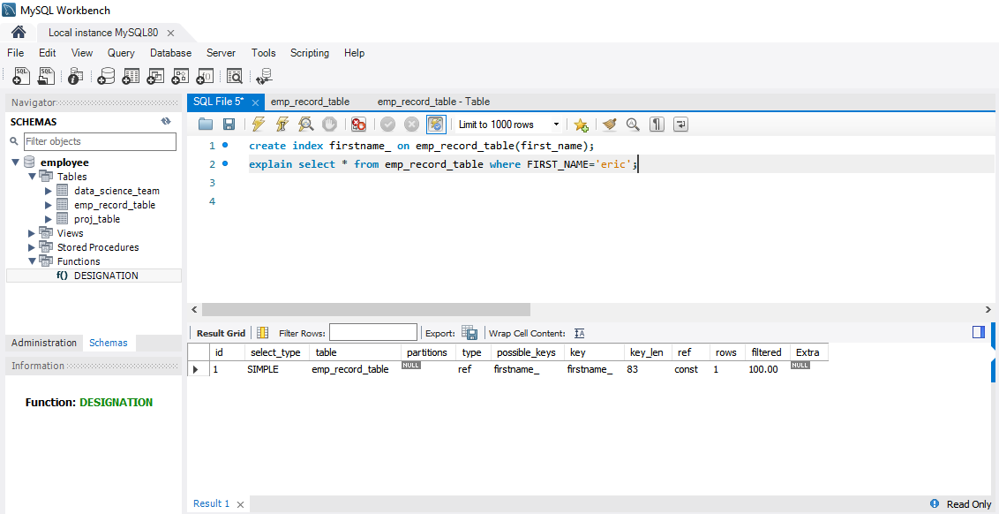 MySQL Workbench
Local instance MySQL80
File Edit View Query Database Server Tools Scripting Help
Navigator
SCHEMAS
Filter objects
employee
Tables
data_science_team
emp_record_table
proj_table
Views
Stored Procedures
Functions
f() DESIGNATION
Administration Schemas
Information
Function: DESIGNATION
SQL File 5* emp_record_table emp_record_table - Table
Limit to 1000 rows
1 create index firstname_ on emp_record_table(first_name);
2 explain select * from emp_record_table where FIRST_NAME='eric';
3
4
Result Grid Filter Rows: Export: Wrap Cell Content:
id select_type table partitions type possible_keys key key_len ref rows filtered Extra
1 SIMPLE emp_record_table NULL ref firstname_ firstname_ 83 const 1 100.00 NULL
Result 1 Read Only